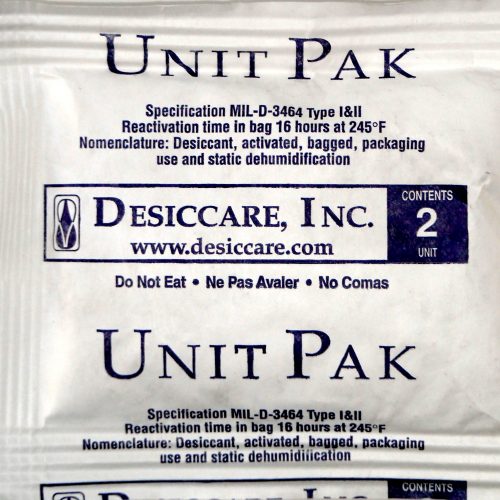 UNIT PAK
Specification MIL-D-3464 Type I&II
Reactivation time in bag 16 hours at 245°F
Nomenclature: Desiccant, activated, bagged, packaging
use and static dehumidification
DESICCARE, INC.
www.desiccare.com
CONTENTS
2
UNIT
Do Not Eat • Ne Pas Avaler • No Comas
UNIT PAK
Specification MIL-D-3464 Type I&II
Reactivation time in bag 16 hours at 245°F
Nomenclature: Desiccant, activated, bagged, packaging
use and static dehumidification
DESICCARE, INC.
CONTENTS